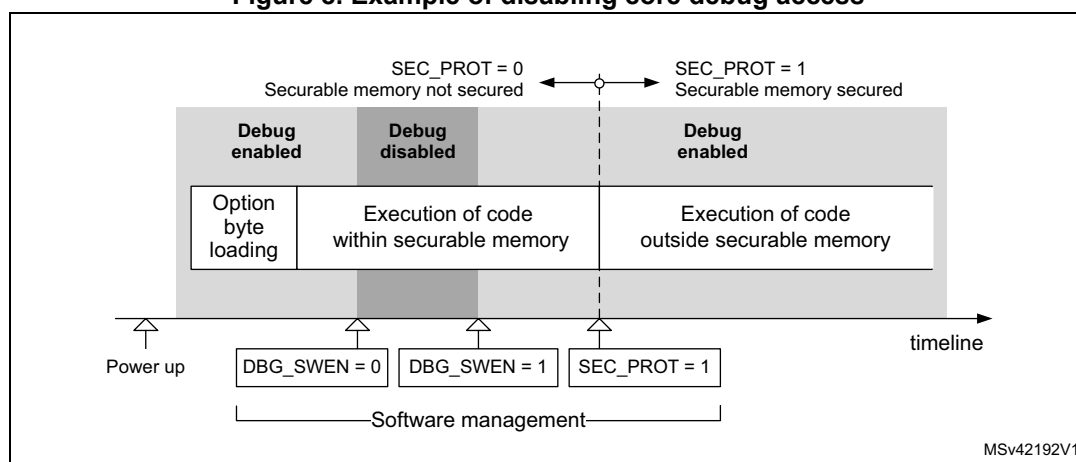 Figure Example of disabling core debug access
SEC_PROT = 0
Securable memory not secured
SEC_PROT = 1
Securable memory secured
Debug
enabled
Debug
disabled
Debug
enabled
Option
byte
loading
Execution of code
within securable memory
Execution of code
outside securable memory
timeline
Power up
DBG_SWEN = 0
DBG_SWEN = 1
SEC_PROT = 1
Software management
MSv42192V1